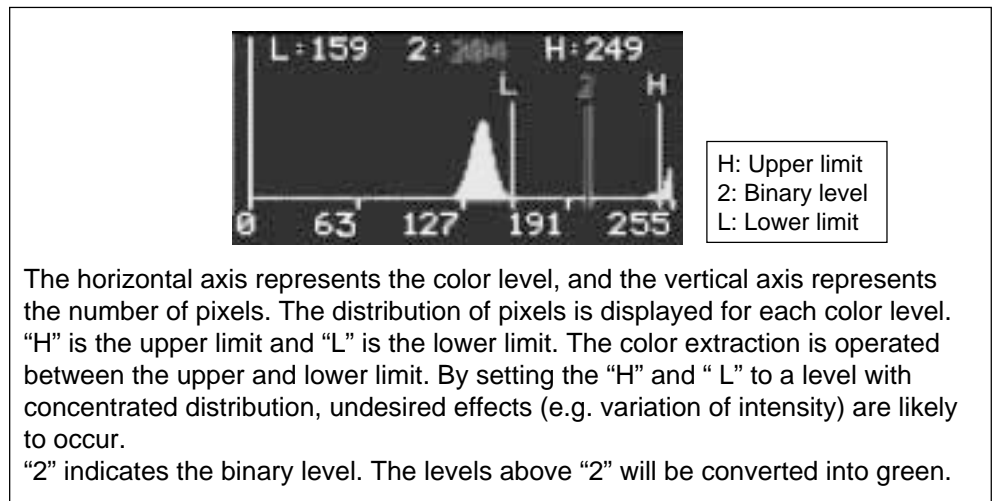 L:159 2: H:249
L 2 H
0 63 127 191 255
H: Upper limit
2: Binary level
L: Lower limit
The horizontal axis represents the color level, and the vertical axis represents
the number of pixels. The distribution of pixels is displayed for each color level.
“H” is the upper limit and “L” is the lower limit. The color extraction is operated
between the upper and lower limit. By setting the “H” and “ L” to a level with
concentrated distribution, undesired effects (e.g. variation of intensity) are likely
to occur.
“2” indicates the binary level. The levels above “2” will be converted into green.